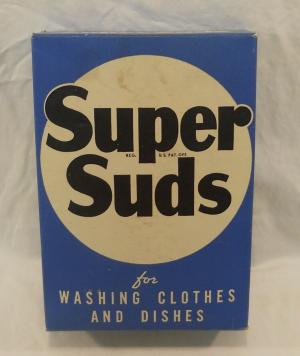 Super
REG. U.S. PAT. OFF.
Suds
for
WASHING CLOTHES
AND DISHES